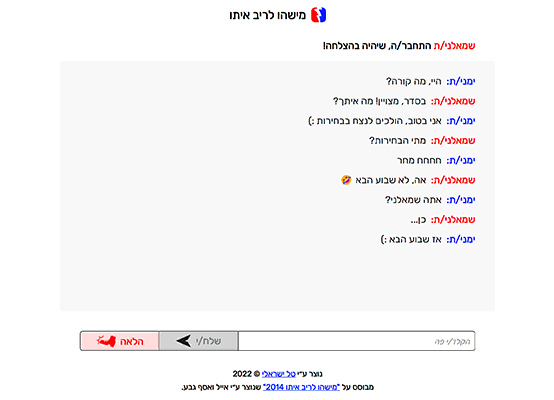 מישהו לריב איתו
שמאלני/ת התחבר/ה, שיהיה בהצלחה!
ימני/ת: היי, מה קורה?
שמאלני/ת: בסדר, מצויין! מה איתך?
ימני/ת: אני בטוב, הולכים לנצח בבחירות :)
שמאלני/ת: מתי הבחירות?
ימני/ת: חחחח מחר
שמאלני/ת: אה, לא שבוע הבא 🤣
ימני/ת: אתה שמאלני?
שמאלני/ת: כן...
ימני/ת: אז שבוע הבא :)
הקלד/י פה שלח/י הלאה
נוצר ע״י טל ישראלי © 2022
מבוסס על "מישהו לריב איתו 2014" שנוצר ע״י אייל ואסף גבע.